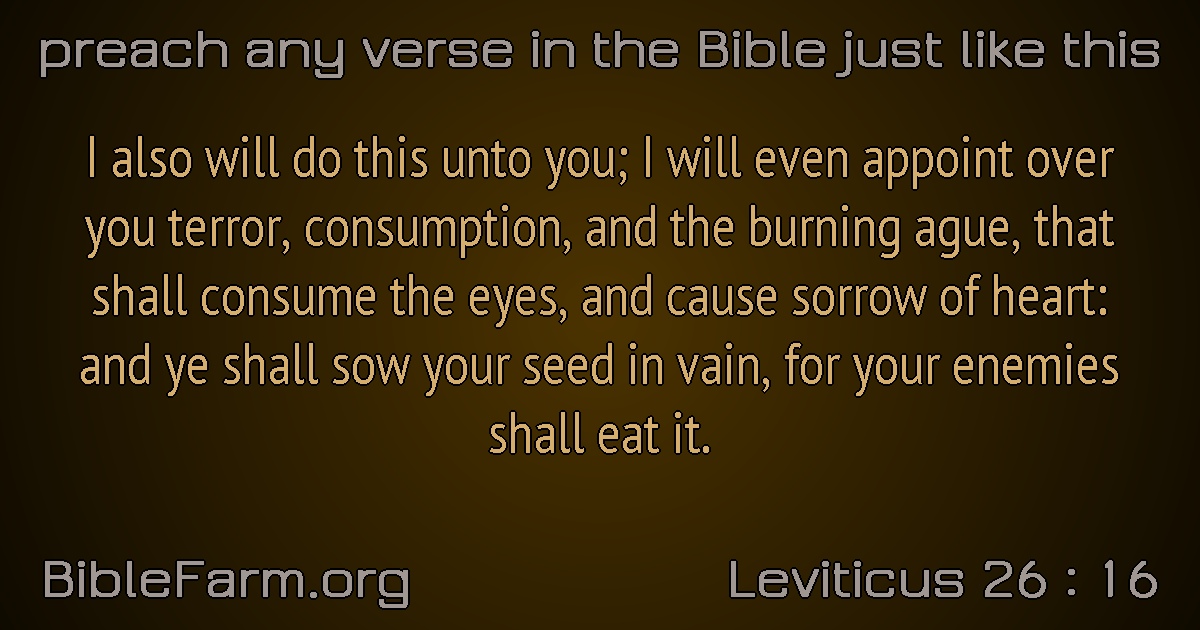 preach any verse in the Bible just like this
I also will do this unto you; I will even appoint over
you terror, consumption, and the burning ague, that
shall consume the eyes, and cause sorrow of heart:
and ye shall sow your seed in vain, for your enemies
shall eat it.
BibleFarm.org
Leviticus 26 : 16